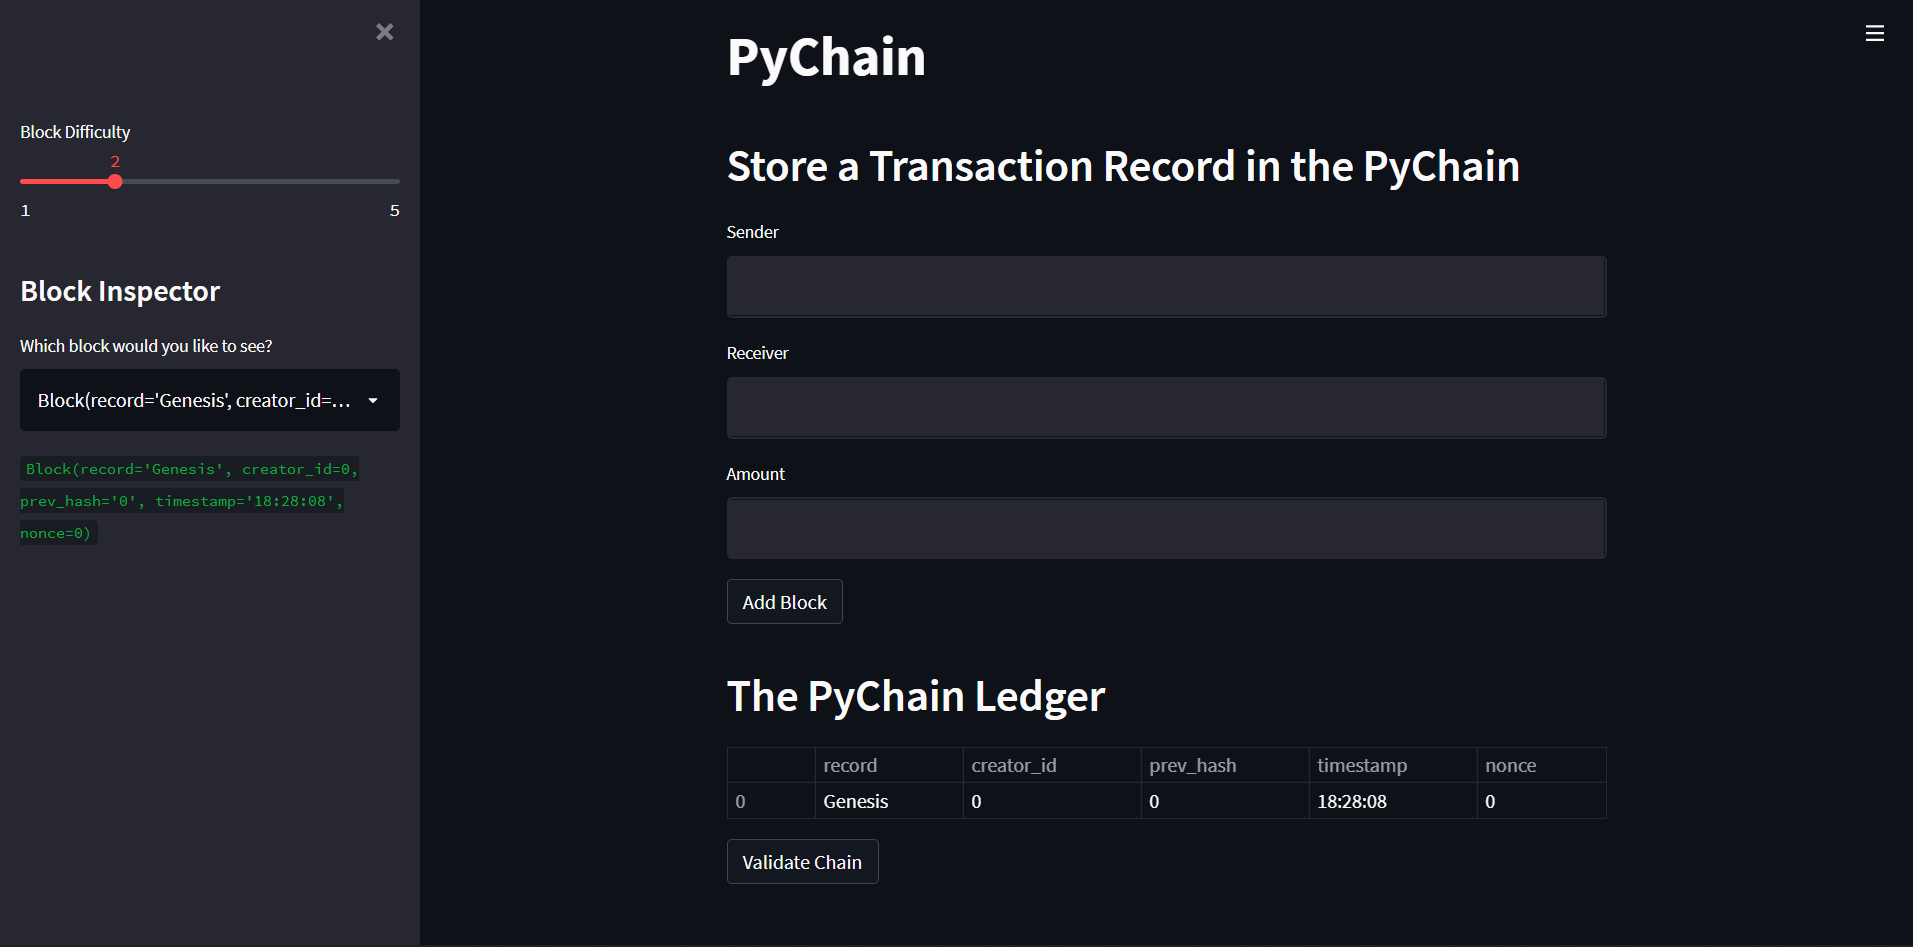 Block Difficulty
2
1 5
Block Inspector
Which block would you like to see?
Block(record='Genesis', creator_id=...
Block(record='Genesis', creator_id=0,
prev_hash='0', timestamp='18:28:08',
nonce=0)
PyChain
Store a Transaction Record in the PyChain
Sender
Receiver
Amount
Add Block
The PyChain Ledger
record creator_id prev_hash timestamp nonce
0 Genesis 0 0 18:28:08 0
Validate Chain